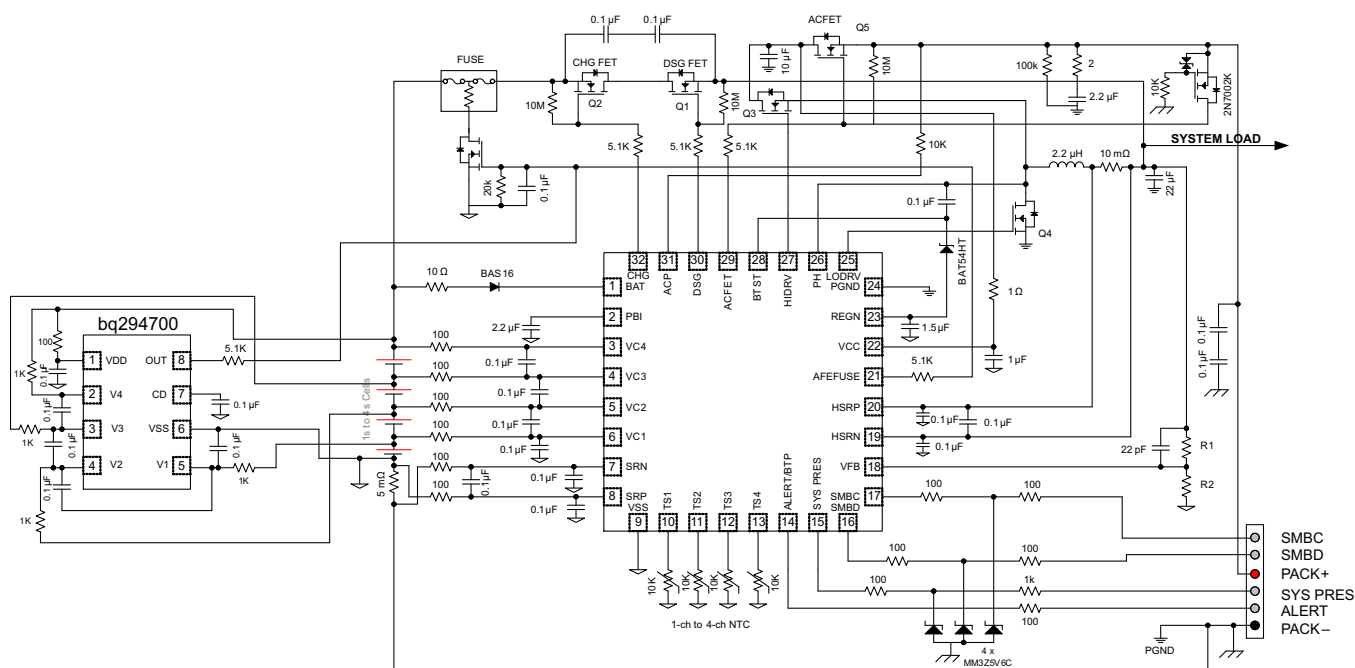 0.1 µF
0.1 µF
ACFET
Q5
FUSE
CHG FET
DSG FET
10 µF
10M
100k
2
10K
2N7002K
10M
Q2
Q1
10M
Q3
2.2 µF
5.1K
5.1K
5.1K
10K
SYSTEM LOAD
2.2 µH
10 mΩ
20k
0.1 µF
0.1 µF
22 µF
Q4
BAT54HT
10 Ω
BAS16
32
31
30
29
28
27
26
25
CHG
ACP
DSG
ACFET
BTST
HIDRV
PH
LODRV
1
BAT
PGND
24
1 Ω
bq294700
2.2 µF
2
PBI
REGN
23
1.5 µF
100
5.1K
100
3
VC4
VCC
22
1 µF
0.1 µF
0.1 µF
1
VDD
OUT
8
0.1 µF
5.1K
1K
0.1 µF
100
4
VC3
AFEFUSE
21
2
V4
CD
7
0.1 µF
1s to 4 s Cells
0.1 µF
100
5
VC2
HSRP
20
0.1 µF
0.1 µF
0.1 µF
3
V3
VSS
6
0.1 µF
1K
0.1 µF
100
6
VC1
HSRN
19
0.1 µF
22 pF
R1
0.1 µF
4
V2
V1
5
1K
0.1 µF
100
7
SRN
VFB
18
5 mΩ
0.1 µF
0.1 µF
R2
0.1 µF
1K
100
8
SRP
SMBC
17
100
100
0.1 µF
VSS
TS1
TS2
TS3
TS4
ALERT/BTP
SYS PRES
SMBD
9
10
11
12
13
14
15
16
SMBC
100
100
SMBD
10K
10K
10K
10K
PACK+
100
1k
SYS PRES
100
ALERT
1-ch to 4-ch NTC
PGND
PACK–
4 x
MM3Z5V6C